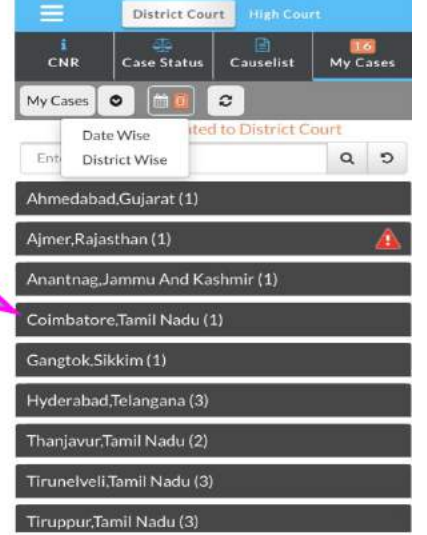 District Court High Court
CNR Case Status Causelist 16 My Cases
My Cases 0
Date Wise
District Wise
to District Court
Ahmedabad,Gujarat (1)
Ajmer,Rajasthan (1)
Anantnag,Jammu And Kashmir (1)
Coimbatore,Tamil Nadu (1)
Gangtok,Sikkim (1)
Hyderabad,Telangana (3)
Thanjavur,Tamil Nadu (2)
Tirunelveli,Tamil Nadu (3)
Tiruppur,Tamil Nadu (3)